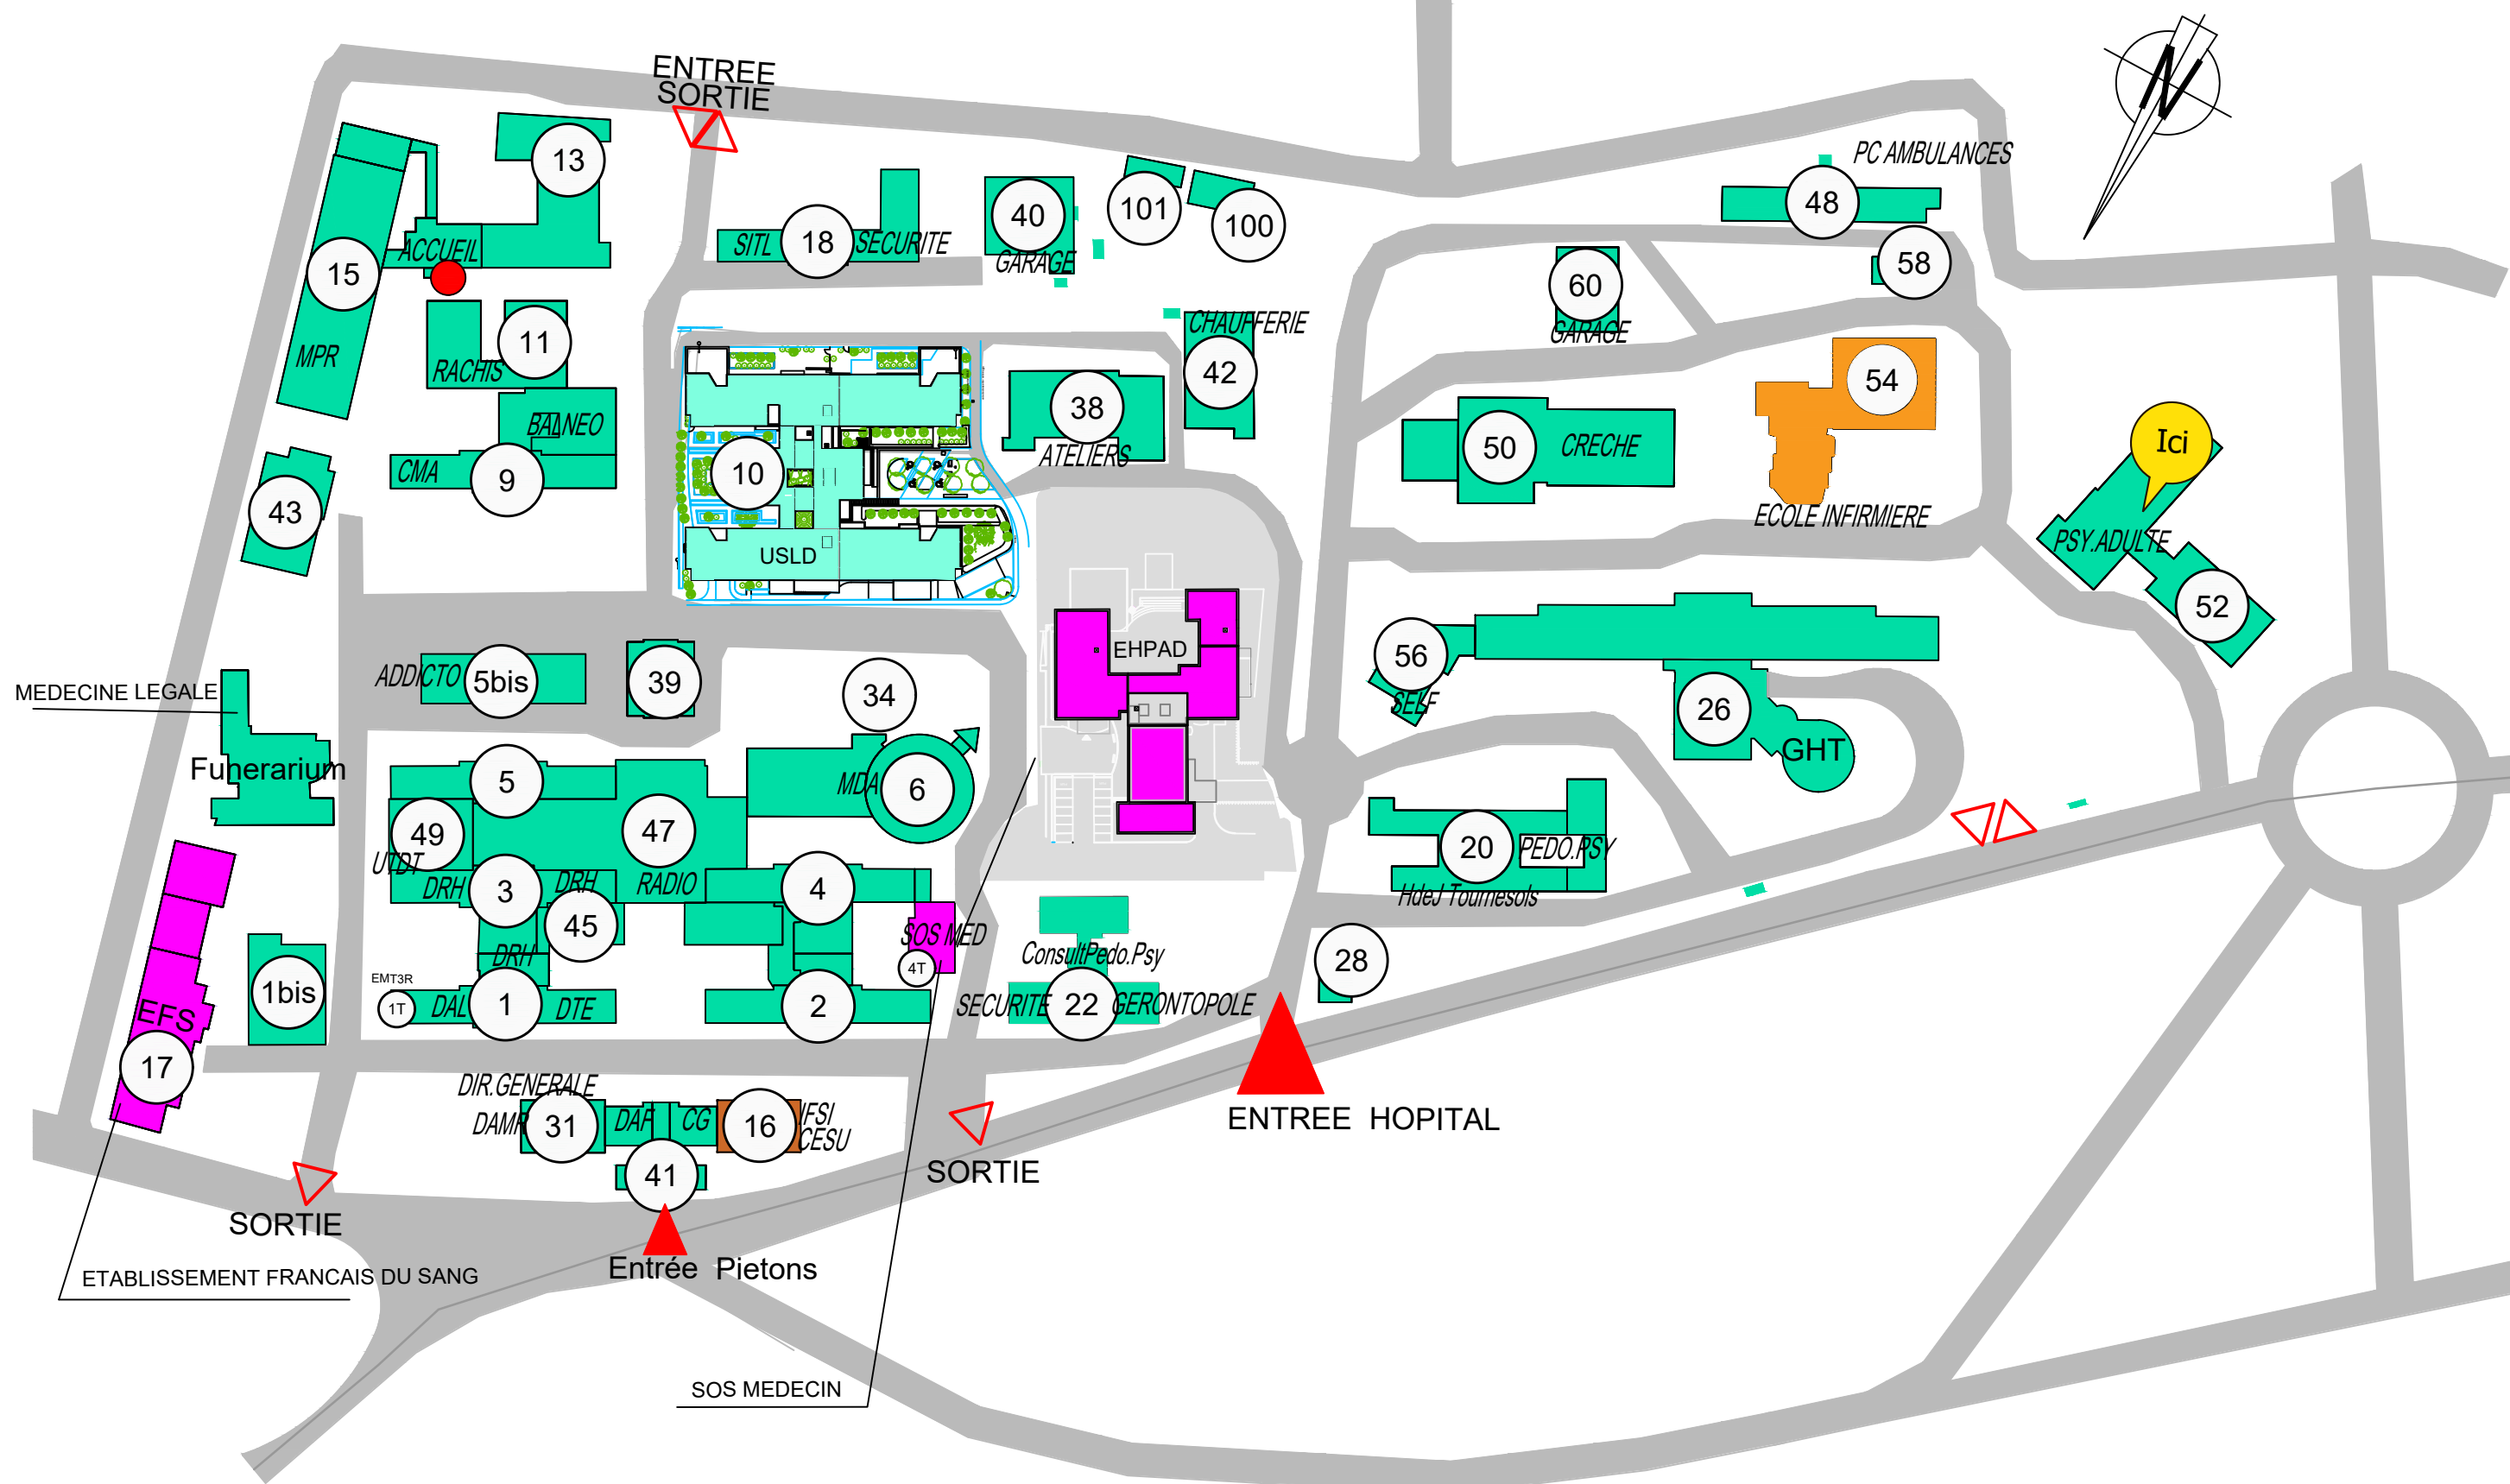 ENTREE
SORTIE
N
PC AMBULANCES
13
48
101
40
100
18
SITL
SECURITE
GARAGE
58
ACCUEIL
15
60
GARAGE
11
MPR
RACHIS
CHAUFFERIE
42
54
38
BALNEO
ATELIERS
50
CRECHE
Ici
CMA
9
10
43
ECOLE INFIRMIERE
PSY.ADULTE
USLD
52
EHPAD
56
ADDICTO
5bis
39
34
MEDECINE LEGALE
SELF
26
GHT
Funerarium
5
MDA
6
49
47
UTDT
20
PEDO.PSY
DRH
3
DRH
RADIO
4
HdeJ Tournesols
45
SOS MED
4T
DRH
ConsultPedo.Psy
28
EMT3R
1T
DAL
1
DTE
2
SECURITE
22
GERONTOPOLE
1bis
EFS
17
DIR.GENERALE
DAMR
31
DAF
CG
16
IFSI
CESU
ENTREE HOPITAL
41
SORTIE
SORTIE
Entrée Pietons
ETABLISSEMENT FRANCAIS DU SANG
SOS MEDECIN